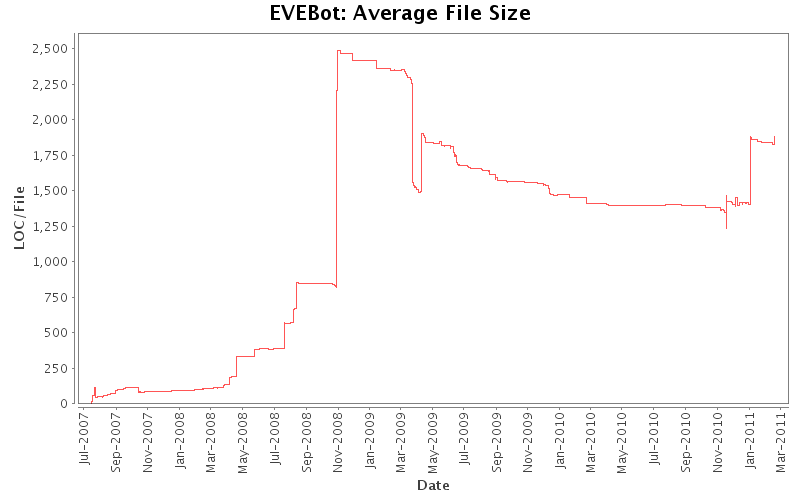 EVEBot: Average File Size
LOC/File
2,500
2,250
2,000
1,750
1,500
1,250
1,000
750
500
250
0
Jul-2007
Sep-2007
Nov-2007
Jan-2008
Mar-2008
May-2008
Jul-2008
Sep-2008
Nov-2008
Jan-2009
Mar-2009
May-2009
Jul-2009
Sep-2009
Nov-2009
Jan-2010
Mar-2010
May-2010
Jul-2010
Sep-2010
Nov-2010
Jan-2011
Mar-2011
Date